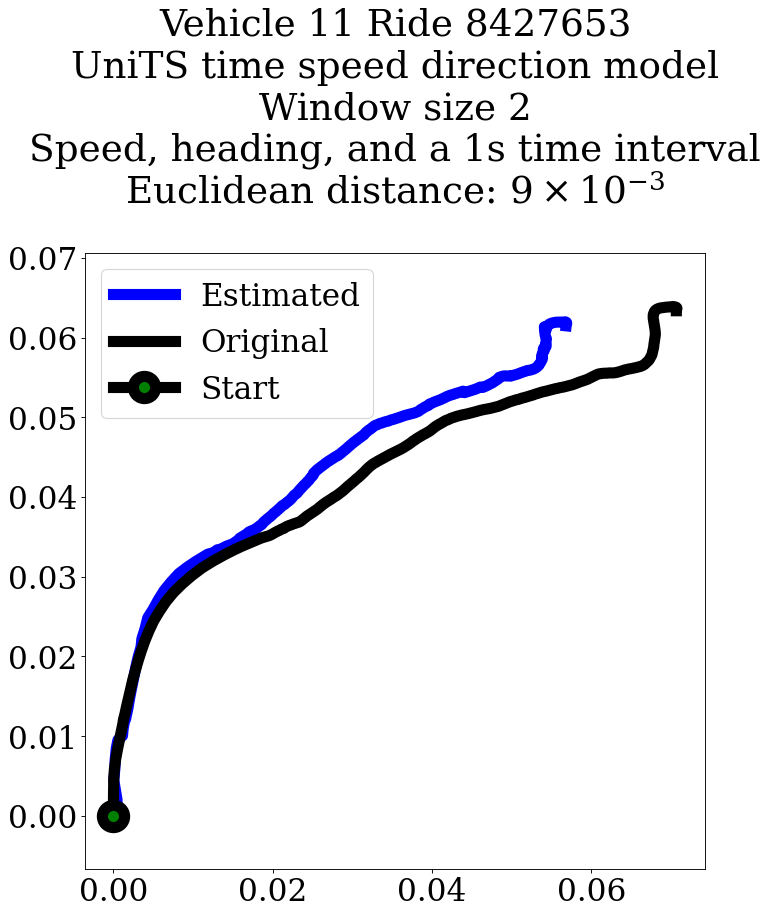 Vehicle 11 Ride 8427653
UniTS time speed direction model
Window size 2
Speed, heading, and a 1s time interval
Euclidean distance: 9 × 10⁻³
0.07
0.06
0.05
0.04
0.03
0.02
0.01
0.00
Estimated
Original
Start
0.00 0.02 0.04 0.06